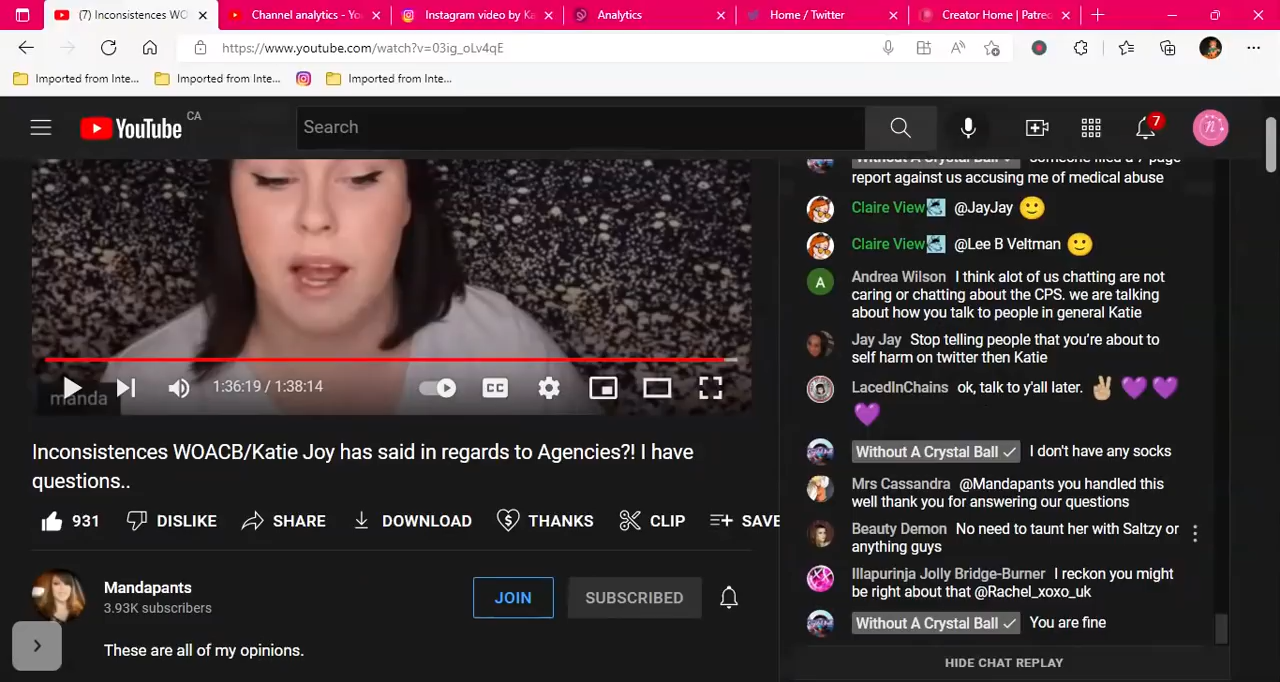 (7) Inconsistences WO
Channel analytics - Yo
Instagram video by Ka
Analytics
Home / Twitter
Creator Home | Patreo
https://www.youtube.com/watch?v=03ig_oLv4qE
Imported from Inte...
Imported from Inte...
Imported from Inte...
YouTube CA
Search
7
n
manda
1:36:19 / 1:38:14
CC
Inconsistences WOACB/Katie Joy has said in regards to Agencies?! I have
questions..
931 DISLIKE SHARE DOWNLOAD THANKS CLIP SAVE
Mandapants
3.93K subscribers
JOIN
SUBSCRIBED
These are all of my opinions.
Without A Crystal Ball someone filed a 7 page
report against us accusing me of medical abuse
Claire View @JayJay
Claire View @Lee B Veltman
A
Andrea Wilson I think alot of us chatting are not
caring or chatting about the CPS. we are talking
about how you talk to people in general Katie
Jay Jay Stop telling people that you're about to
self harm on twitter then Katie
LacedInChains ok, talk to y'all later. ✌🏼💜💜
💜
Without A Crystal Ball I don't have any socks
Mrs Cassandra @Mandapants you handled this
well thank you for answering our questions
Beauty Demon No need to taunt her with Saltzy or
anything guys
Illapurinja Jolly Bridge-Burner I reckon you might
be right about that @Rachel_xoxo_uk
Without A Crystal Ball You are fine
HIDE CHAT REPLAY